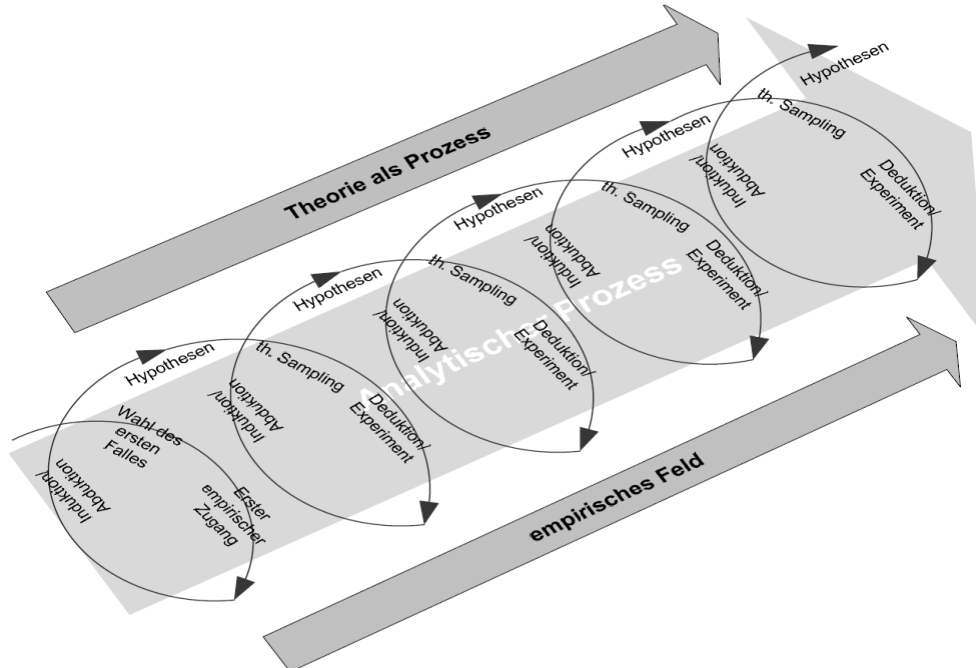 Theorie als Prozess
Hypothesen
Wahl des
ersten
Falles
Erster
empirischer
Zugang
Induktion/
Abduktion
Hypothesen
th. Sampling
Deduktion/
Experiment
Induktion/
Abduktion
Hypothesen
th. Sampling
Deduktion/
Experiment
Induktion/
Abduktion
Hypothesen
th. Sampling
Deduktion/
Experiment
Induktion/
Abduktion
Hypothesen
th. Sampling
Deduktion/
Experiment
Induktion/
Abduktion
Hypothesen
Analytischer Prozess
empirisches Feld